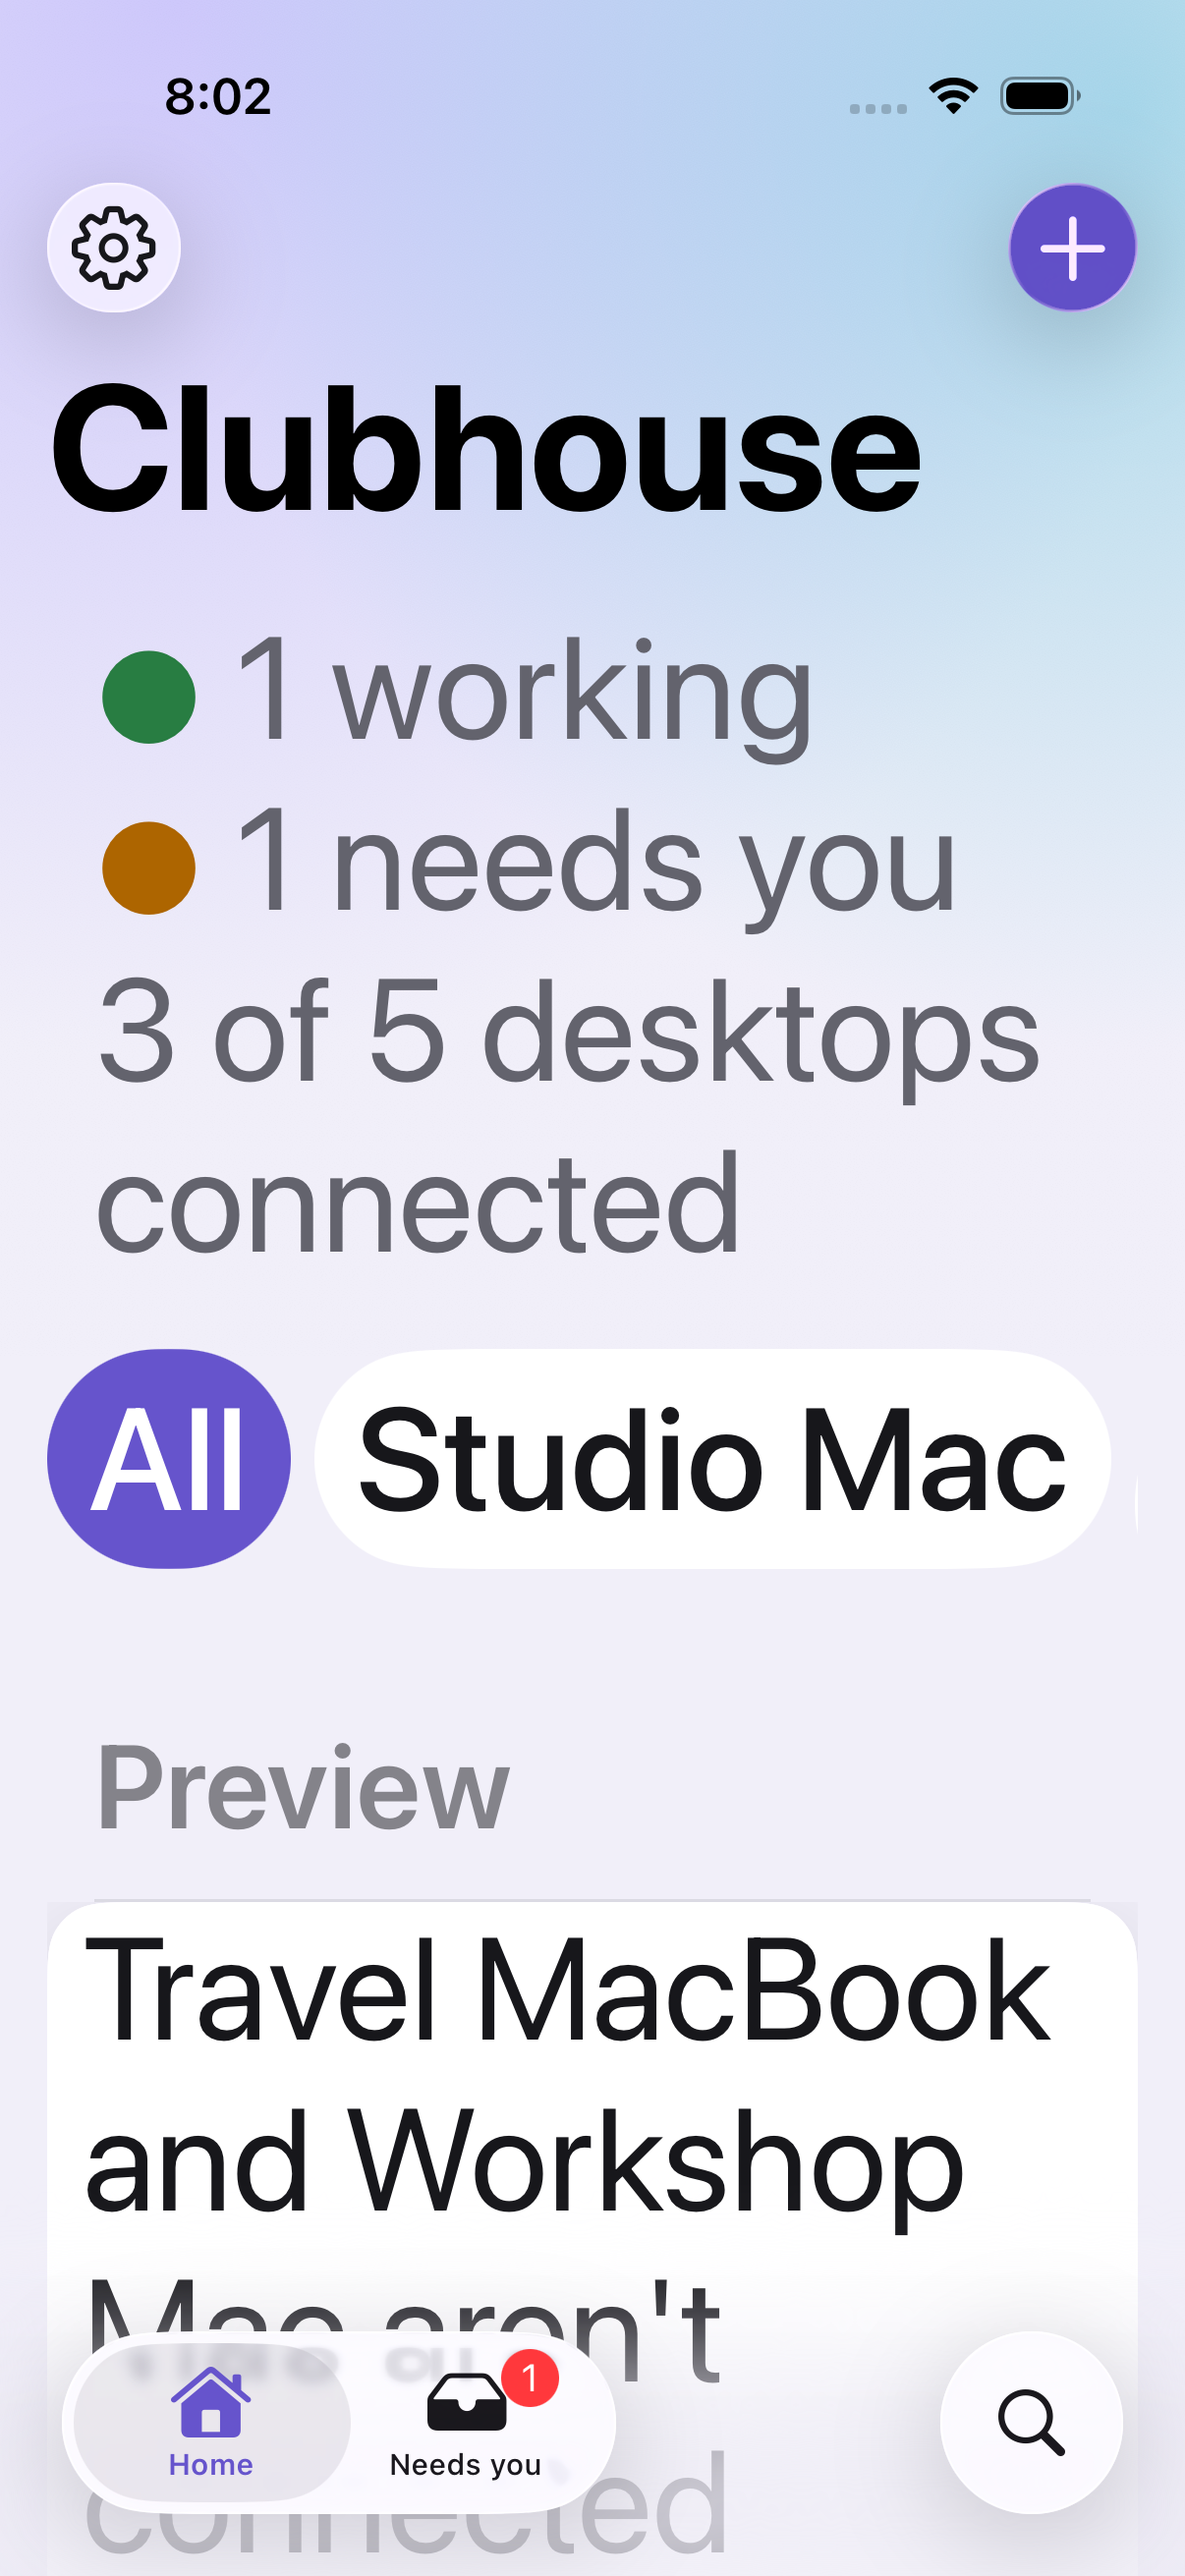 8:02
Clubhouse
1 working
1 needs you
3 of 5 desktops
connected
All
Studio Mac
Preview
Travel MacBook
and Workshop
Mac aren't
connected
1
Home
Needs you